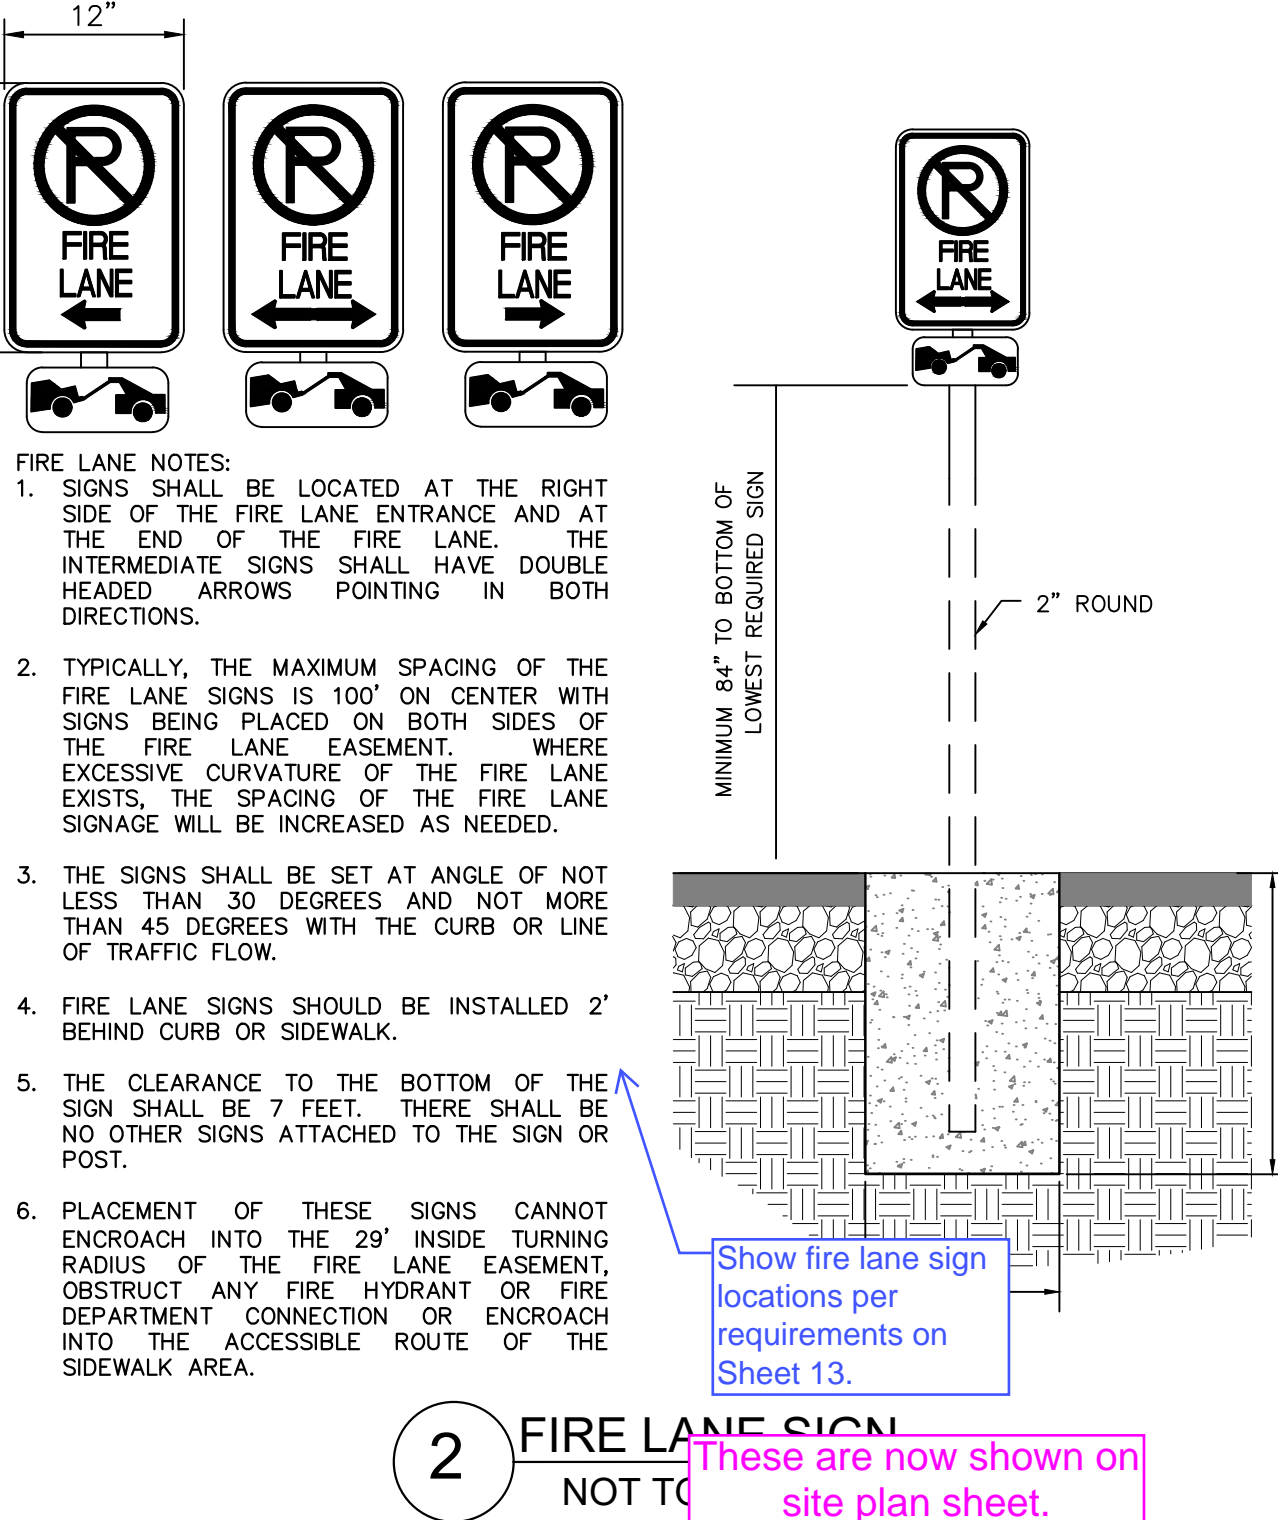 12"
FIRE
LANE
FIRE
LANE
FIRE
LANE
FIRE
LANE
FIRE LANE NOTES:
1. SIGNS SHALL BE LOCATED AT THE RIGHT
SIDE OF THE FIRE LANE ENTRANCE AND AT
THE END OF THE FIRE LANE. THE
INTERMEDIATE SIGNS SHALL HAVE DOUBLE
HEADED ARROWS POINTING IN BOTH
DIRECTIONS.
2. TYPICALLY, THE MAXIMUM SPACING OF THE
FIRE LANE SIGNS IS 100' ON CENTER WITH
SIGNS BEING PLACED ON BOTH SIDES OF
THE FIRE LANE EASEMENT. WHERE
EXCESSIVE CURVATURE OF THE FIRE LANE
EXISTS, THE SPACING OF THE FIRE LANE
SIGNAGE WILL BE INCREASED AS NEEDED.
3. THE SIGNS SHALL BE SET AT ANGLE OF NOT
LESS THAN 30 DEGREES AND NOT MORE
THAN 45 DEGREES WITH THE CURB OR LINE
OF TRAFFIC FLOW.
4. FIRE LANE SIGNS SHOULD BE INSTALLED 2'
BEHIND CURB OR SIDEWALK.
5. THE CLEARANCE TO THE BOTTOM OF THE
SIGN SHALL BE 7 FEET. THERE SHALL BE
NO OTHER SIGNS ATTACHED TO THE SIGN OR
POST.
6. PLACEMENT OF THESE SIGNS CANNOT
ENCROACH INTO THE 29' INSIDE TURNING
RADIUS OF THE FIRE LANE EASEMENT,
OBSTRUCT ANY FIRE HYDRANT OR FIRE
DEPARTMENT CONNECTION OR ENCROACH
INTO THE ACCESSIBLE ROUTE OF THE
SIDEWALK AREA.
MINIMUM 84" TO BOTTOM OF
LOWEST REQUIRED SIGN
2" ROUND
Show fire lane sign
locations per
requirements on
Sheet 13.
2
FIRE LANE SIGN
NOT TO
These are now shown on
site plan sheet.